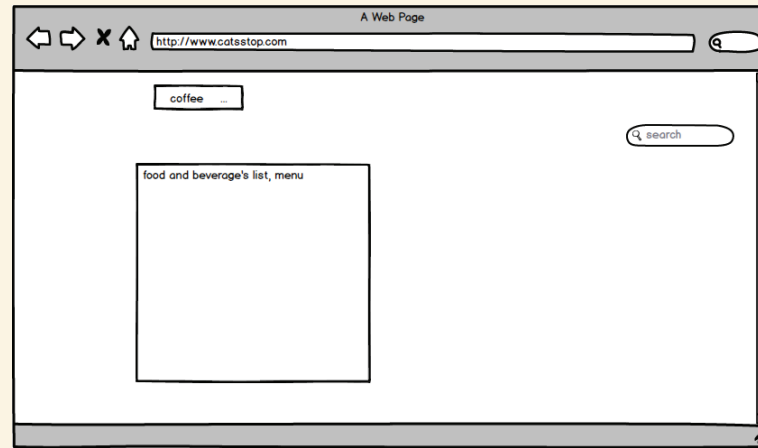 A Web Page
http://www.catsstop.com
coffee ...
search
food and beverage's list, menu